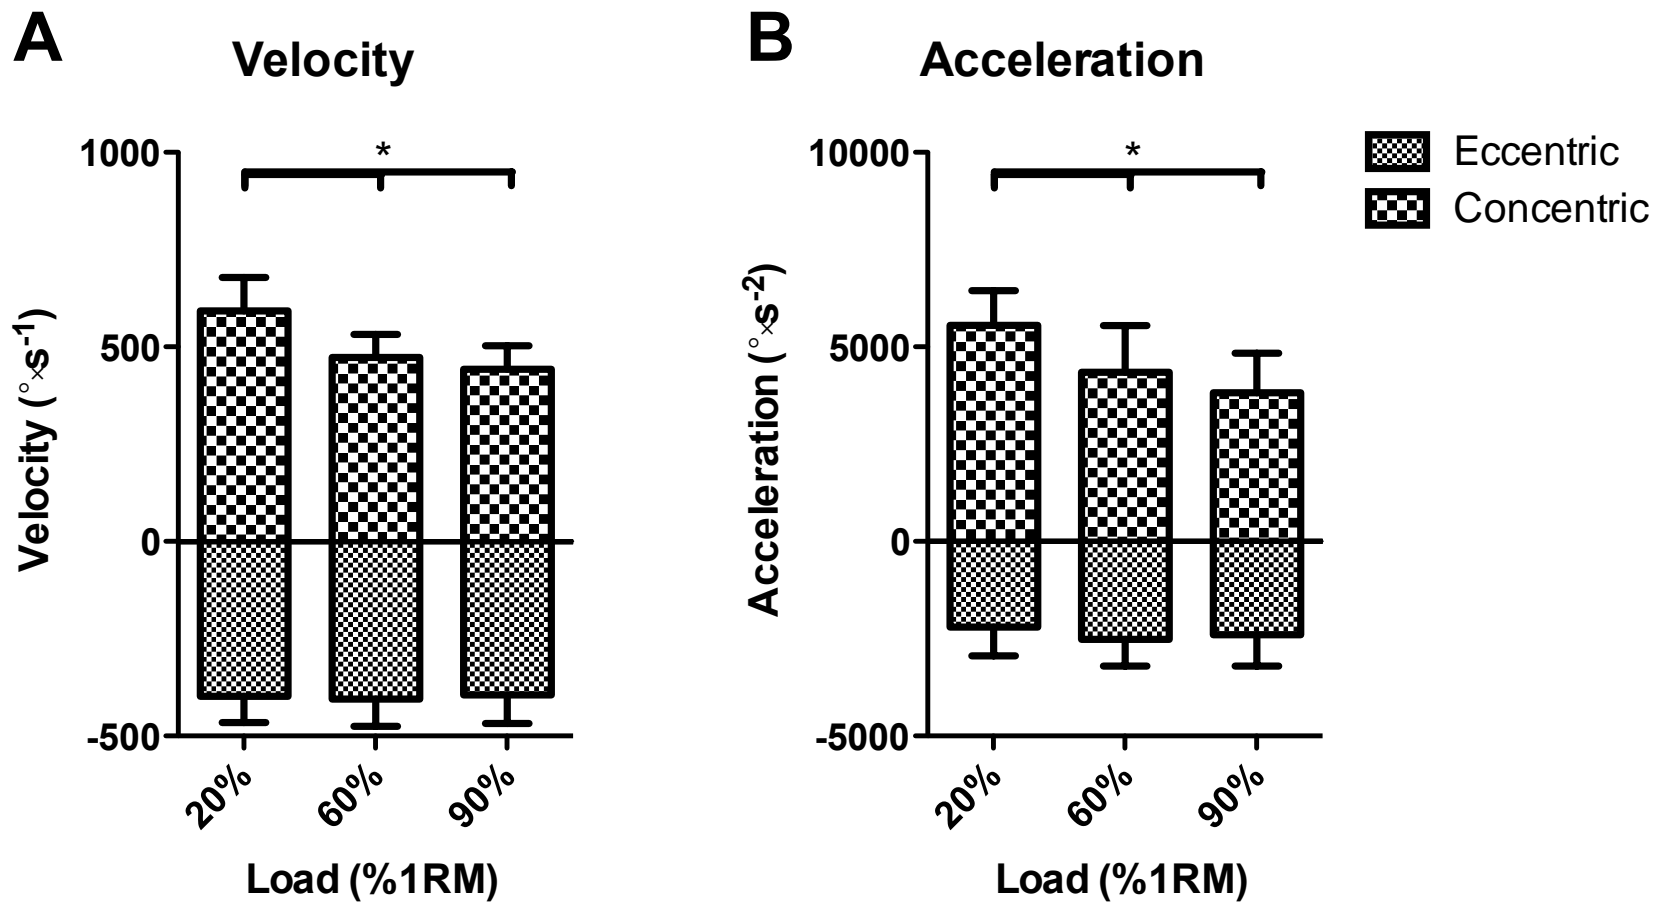 A
Velocity
1000
500
0
-500
Velocity (°×s-1)
*
20%
60%
90%
Load (%1RM)
B
Acceleration
10000
5000
0
-5000
Acceleration (°×s-2)
*
20%
60%
90%
Load (%1RM)
Eccentric
Concentric